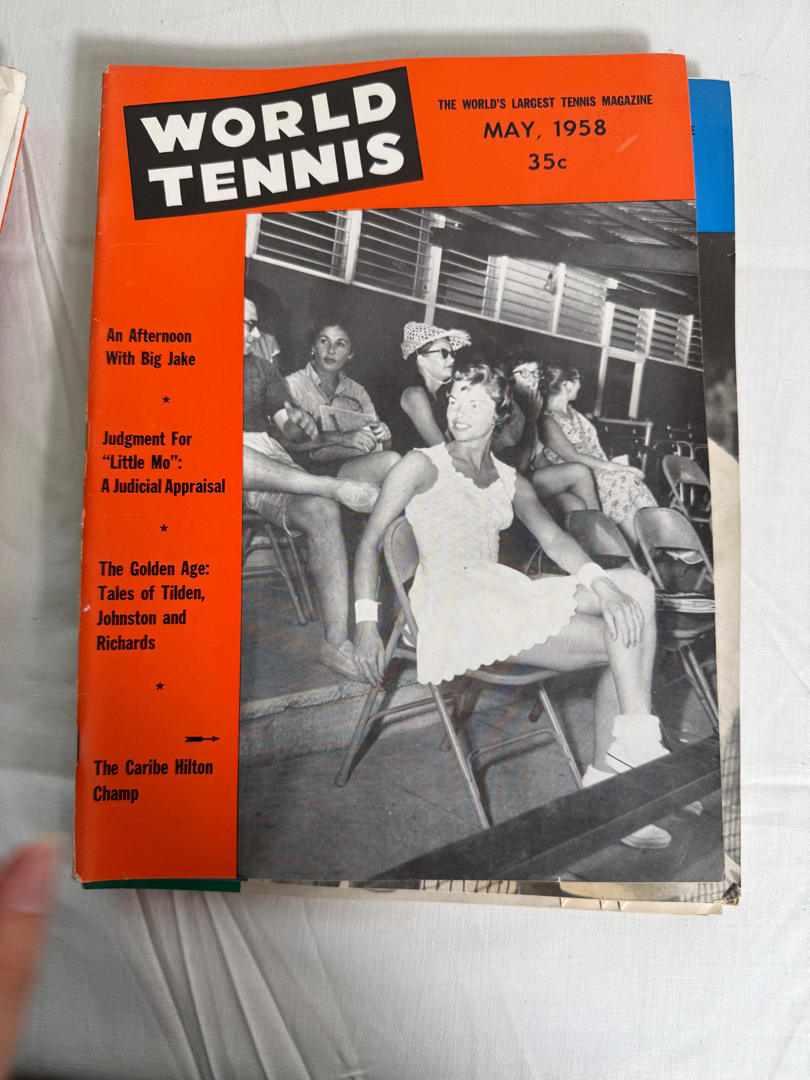 WORLD
TENNIS
THE WORLD'S LARGEST TENNIS MAGAZINE
MAY, 1958
35c
An Afternoon
With Big Jake
★
Judgment For
“Little Mo”:
A Judicial Appraisal
★
The Golden Age:
Tales of Tilden,
Johnston and
Richards
★
The Caribe Hilton
Champ
E